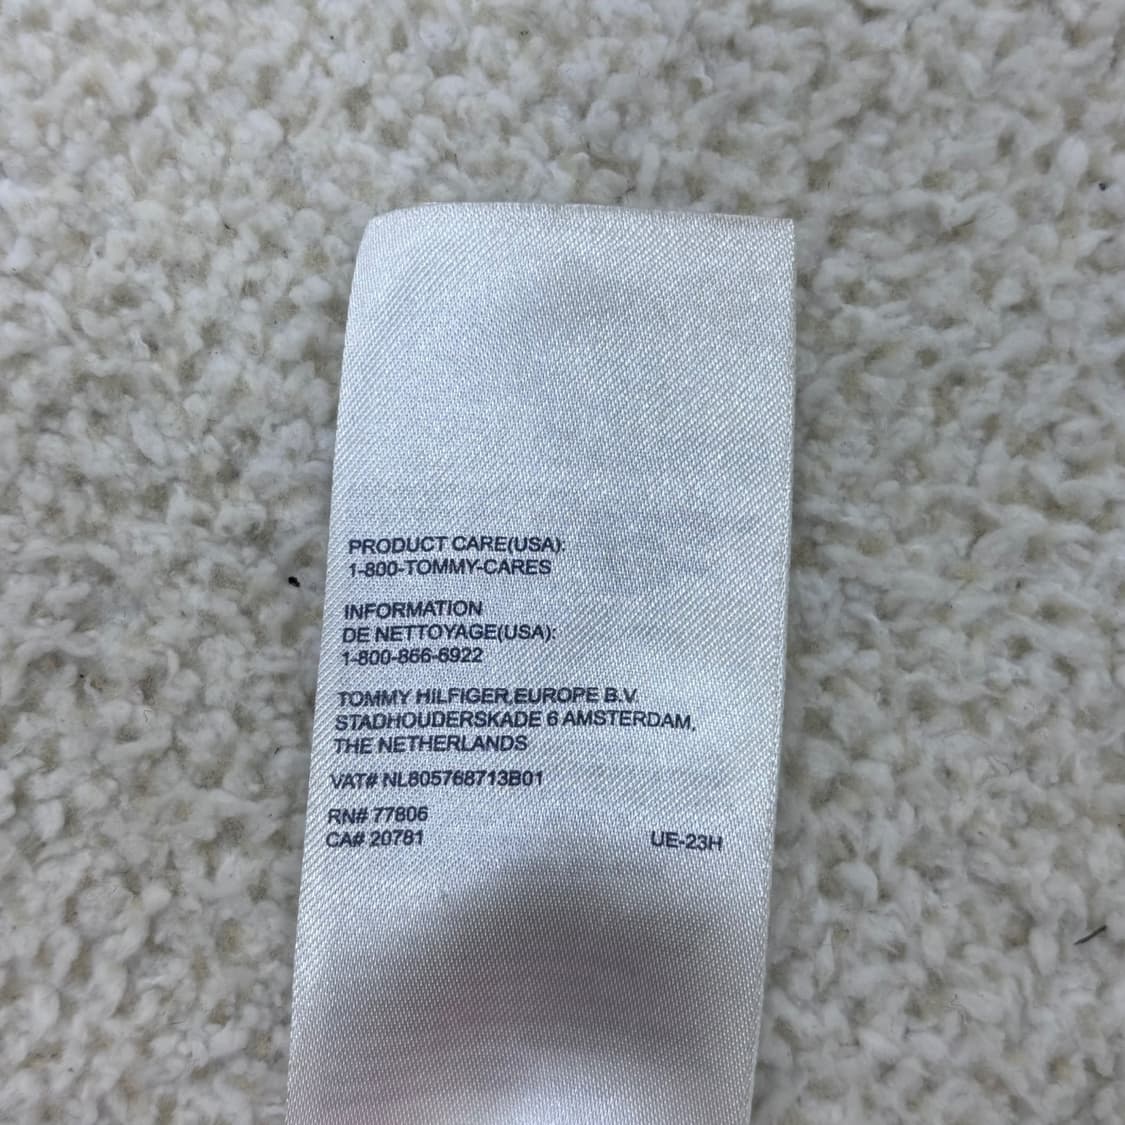 PRODUCT CARE(USA):
1-800-TOMMY-CARES
INFORMATION
DE NETTOYAGE(USA):
1-800-866-6922
TOMMY HILFIGER EUROPE B.V.
STADHOUDERSKADE 6 AMSTERDAM,
THE NETHERLANDS
VAT# NL805768713B01
RN# 77806
CA# 20781 UE-23H